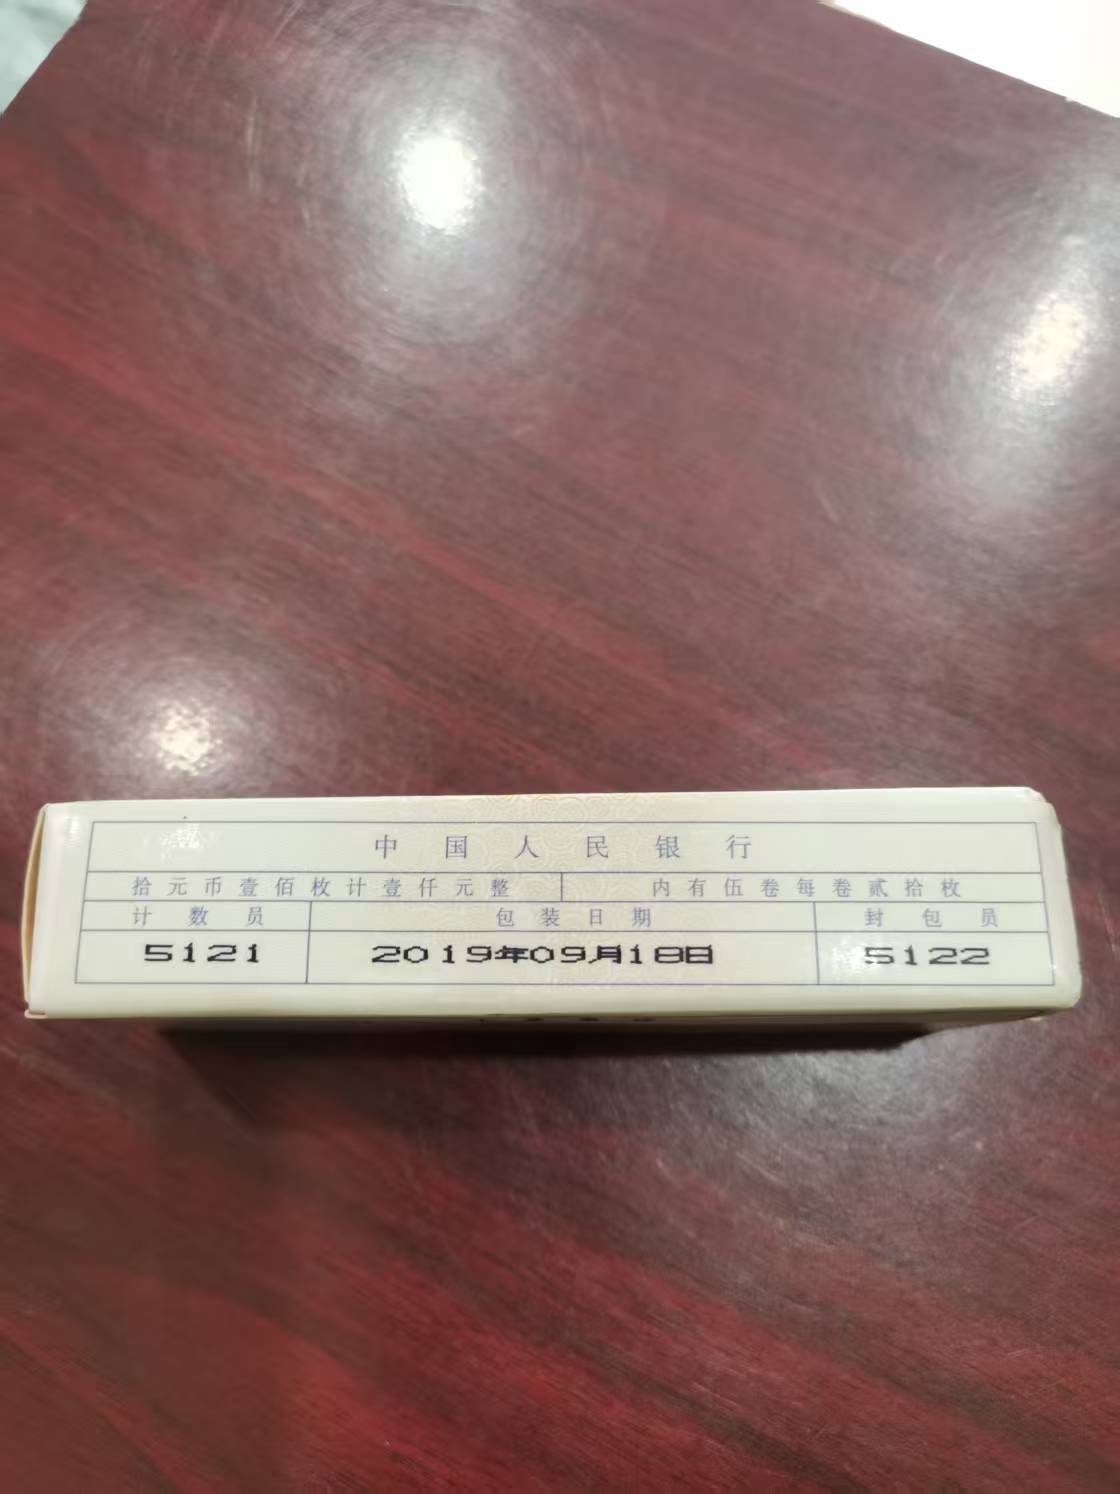 中国人民银行
拾元币壹佰枚计壹仟元整 内有伍卷每卷贰拾枚
计数员 包装日期 封包员
5121 2019年09月18日 5122